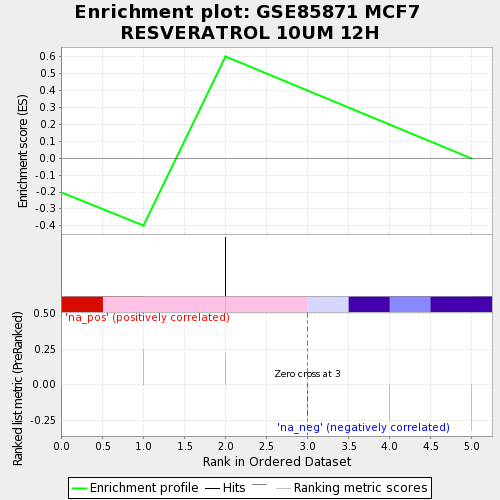 Enrichment plot: GSE85871 MCF7
RESVERATROL 10UM 12H
Enrichment score (ES)
0.6
0.5
0.4
0.3
0.2
0.1
0.0
-0.1
-0.2
-0.3
-0.4
Ranked list metric (PreRanked)
0.50
0.25
0.00
-0.25
'na_pos' (positively correlated)
Zero cross at 3
'na_neg' (negatively correlated)
0.0 0.5 1.0 1.5 2.0 2.5 3.0 3.5 4.0 4.5 5.0
Rank in Ordered Dataset
Enrichment profile Hits Ranking metric scores